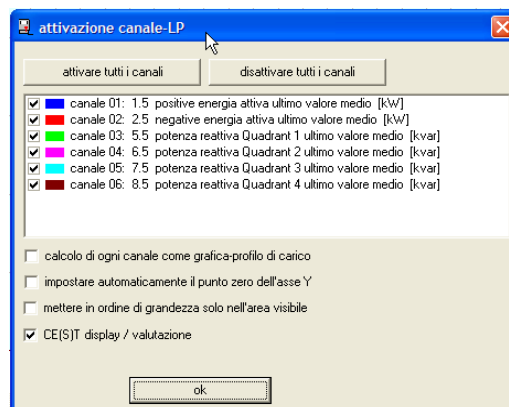 attivazione canale-LP
attivare tutti i canali
disattivare tutti i canali
canale 01: 1.5 positive energia attiva ultimo valore medio [kW]
canale 02: 2.5 negative energia attiva ultimo valore medio [kW]
canale 03: 5.5 potenza reattiva Quadrant 1 ultimo valore medio [kvar]
canale 04: 6.5 potenza reattiva Quadrant 2 ultimo valore medio [kvar]
canale 05: 7.5 potenza reattiva Quadrant 3 ultimo valore medio [kvar]
canale 06: 8.5 potenza reattiva Quadrant 4 ultimo valore medio [kvar]
calcolo di ogni canale come grafica-profilo di carico
impostare automaticamente il punto zero dell'asse Y
mettere in ordine di grandezza solo nell'area visibile
CE(S)T display / valutazione
ok